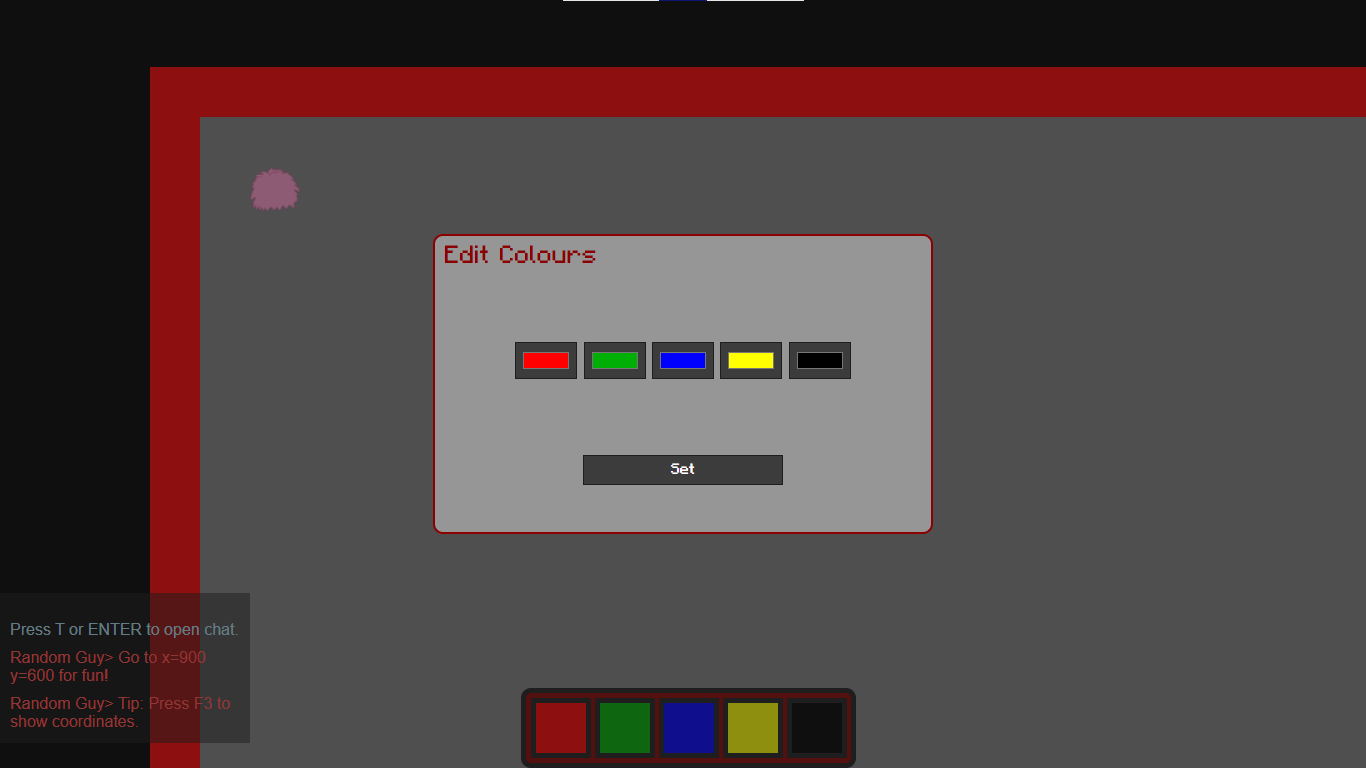 Edit Colours
Set
Press T or ENTER to open chat.
Random Guy> Go to x=900
y=600 for fun!
Random Guy> Tip: Press F3 to
show coordinates.